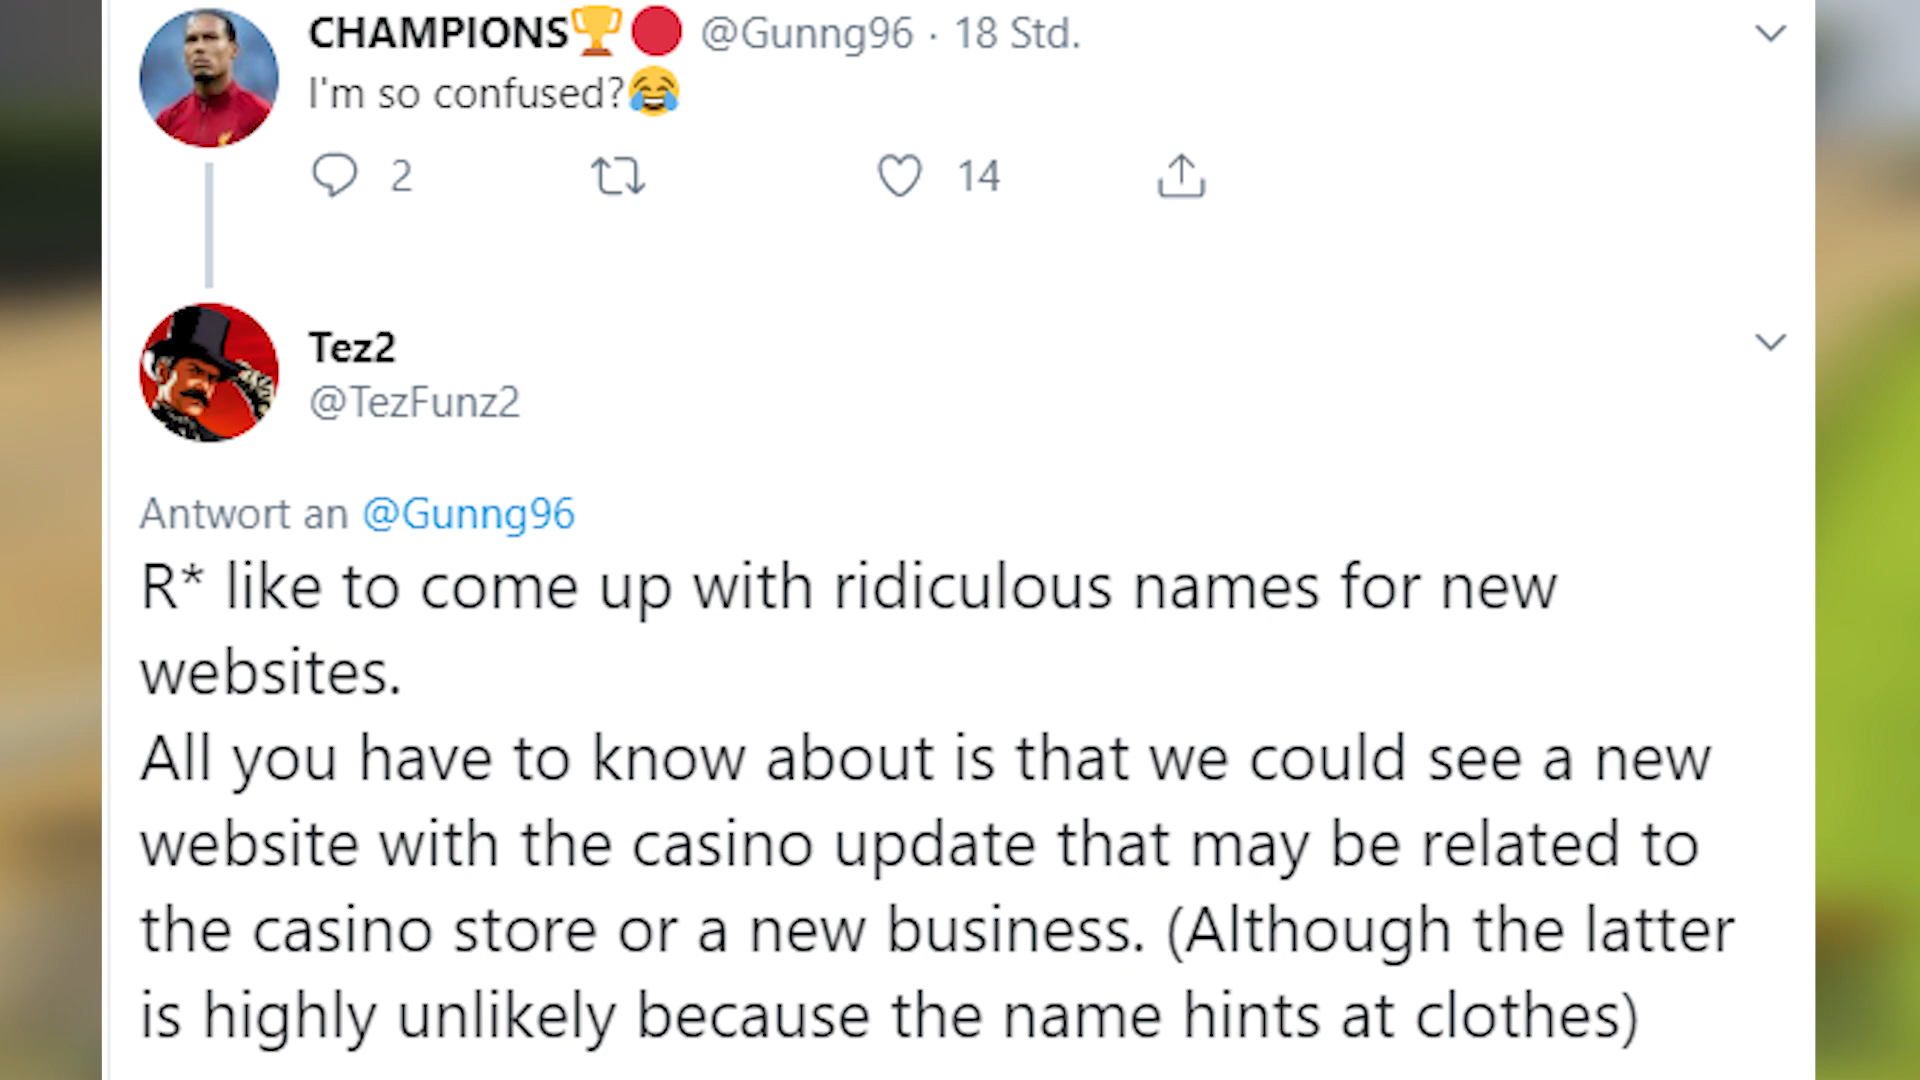 CHAMPIONS🏆🔴 @Gunng96 · 18 Std.
I'm so confused?😂
2 14
Tez2
@TezFunz2
Antwort an @Gunng96
R* like to come up with ridiculous names for new
websites.
All you have to know about is that we could see a new
website with the casino update that may be related to
the casino store or a new business. (Although the latter
is highly unlikely because the name hints at clothes)